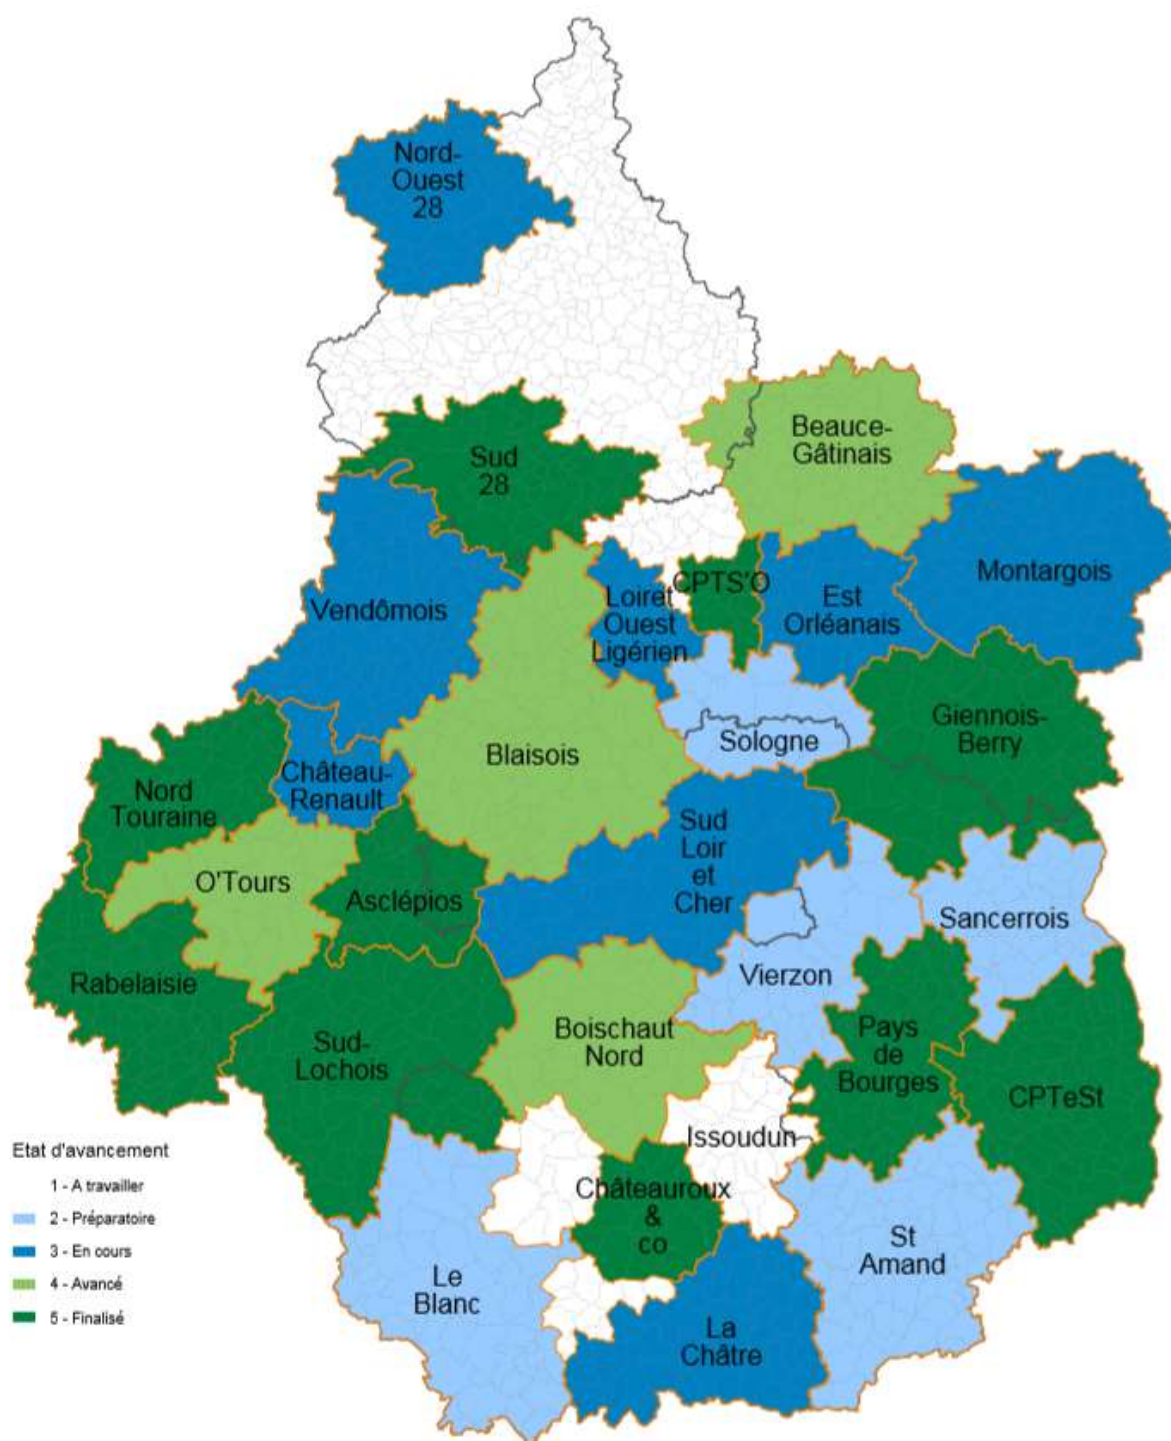 Nord-
Ouest
28
Beauce-
Gâtinais
Sud
28
Montargois
CPTS'O
Loiret
Ouest
Ligérien
Est
Orléanais
Vendômois
Giennois-
Berry
Sologne
Blaisois
Château-
Renault
Nord
Touraine
Sud
Loir
et
Cher
O'Tours
Asclépios
Sancerrois
Rabelaisie
Vierzon
Boischaut
Nord
Pays
de
Bourges
Sud-
Lochois
CPTeSt
Issoudun
Châteauroux
&
co
St
Amand
Le
Blanc
La
Châtre
Etat d'avancement
1 - A travailler
2 - Préparatoire
3 - En cours
4 - Avancé
5 - Finalisé